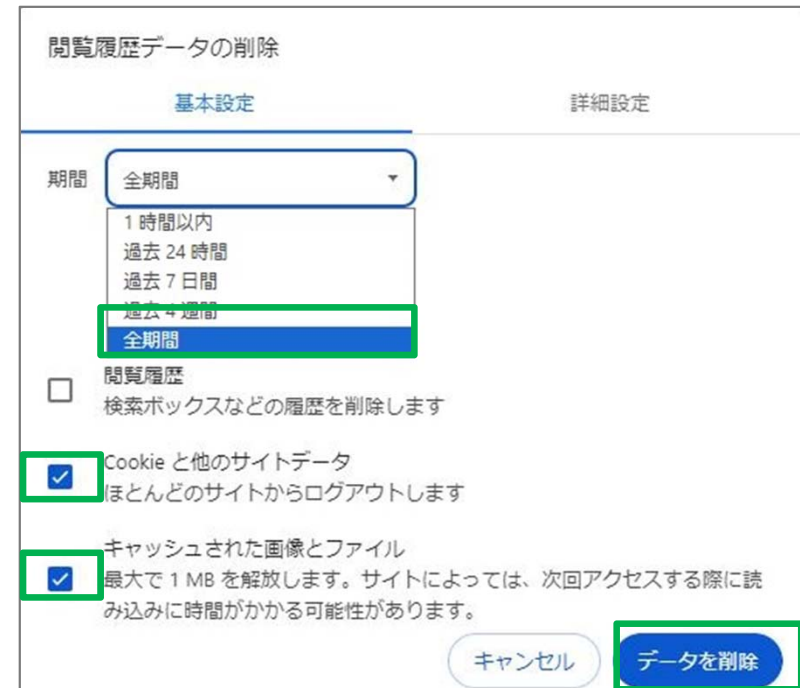 閲覧履歴データの削除
基本設定 詳細設定
期間 全期間
1 時間以内
過去 24 時間
過去 7 日間
過去 4 週間
全期間
閲覧履歴
検索ボックスなどの履歴を削除します
Cookie と他のサイトデータ
ほとんどのサイトからログアウトします
キャッシュされた画像とファイル
最大で 1 MB を解放します。サイトによっては、次回アクセスする際に読
み込みに時間がかかる可能性があります。
キャンセル データを削除